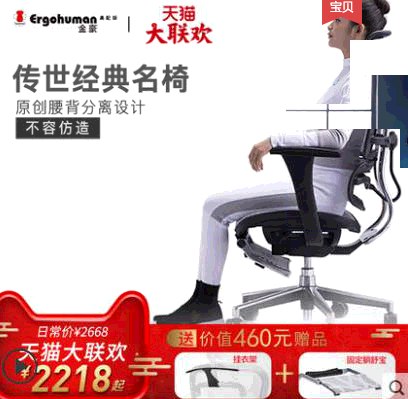 Ergohuman
金豪
天猫
大联欢
宝贝
传世经典名椅
原创腰背分离设计
不容仿造
日常价¥2668
天猫大联欢
¥2218起
送价值460元赠品
挂衣架
+
固定躺舒宝